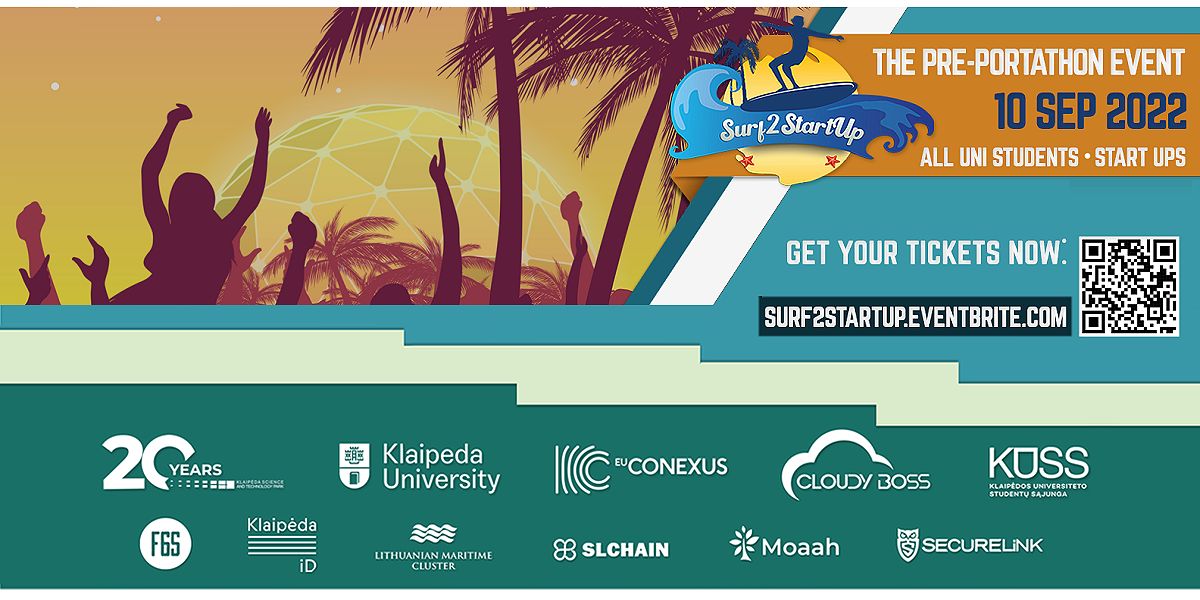 THE PRE-PORTATHON EVENT
10 SEP 2022
Surf2StartUp
ALL UNI STUDENTS • START UPS
GET YOUR TICKETS NOW*:
SURF2STARTUP.EVENTBRITE.COM
20 YEARS
KLAIPĖDA SCIENCE
AND TECHNOLOGY PARK
Klaipeda
University
EU CONEXUS
CLOUDY BOSS
KUSS
KLAIPĖDOS UNIVERSITETO
STUDENTŲ SĄJUNGA
F6S
Klaipėda
iD
LITHUANIAN MARITIME
CLUSTER
SLCHAIN
Moaah
SECURELINK